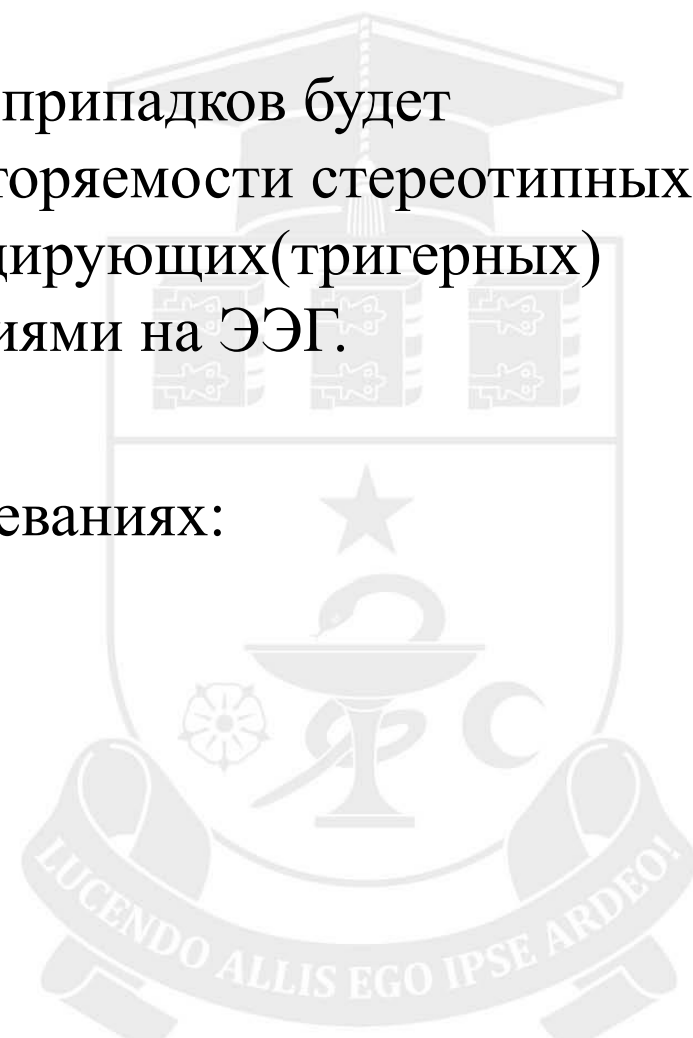 припадков будет
торяемости стереотипных
цирующих(тригерных)
иями на ЭЭГ.
еваниях:
LUCENDO ALLIS EGO IPSE ARDEO!